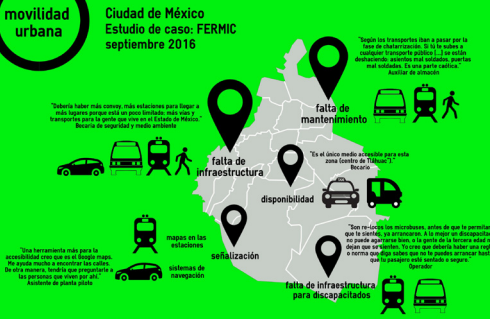 movilidad
urbana
Ciudad de México
Estudio de caso: FERMIC
septiembre 2016
"Según los transportes iban a pasar por la
fase de chatarrización. Si tú te subes a
cualquier transporte público [...] se están
deshaciendo: asientos mal soldados, puertas
mal soldadas. Es una parte caótica."
Auxiliar de almacén
falta de
mantenimiento
"Debería haber más convoy, más estaciones para llegar a
más lugares porque está un poco limitado; más vías y
transportes para la gente que vive en el Estado de México."
Becaria de seguridad y medio ambiente
falta de
infraestructura
"Es el único medio accesible para esta
zona (centro de Tláhuac")."
Becario
disponibilidad
"Son re-locos los microbuses, antes de que te permitan
que te sientes, ya arrancaron. A lo mejor un discapacitado
no puede agarrarse bien, a la gente de la tercera edad no
dejan que se sienten. Yo creo que debería haber una regla
o norma que diga sabes que no te puedes arrancar hasta
que tu pasajero esté sentado o seguro."
Operador
mapas en las
estaciones
señalización
"Una herramienta más para la
accesibilidad creo que es el Google maps.
Me ayuda mucho a encontrar las calles.
De otra manera, tendría que preguntarle a
las personas que viven por ahí."
Asistente de planta piloto
sistemas de
navegación
falta de infraestructura
para discapacitados